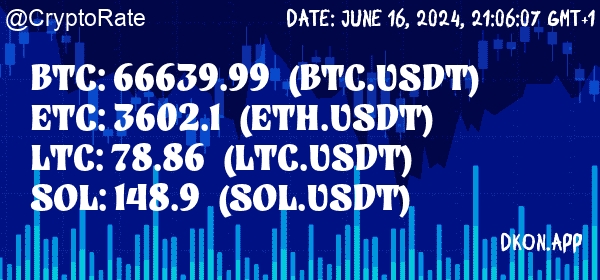 @CryptoRate
DATE: JUNE 16, 2024, 21:06:07 GMT+1
BTC: 66639.99 (BTC.USDT)
ETC: 3602.1 (ETH.USDT)
LTC: 78.86 (LTC.USDT)
SOL: 148.9 (SOL.USDT)
DKON.APP